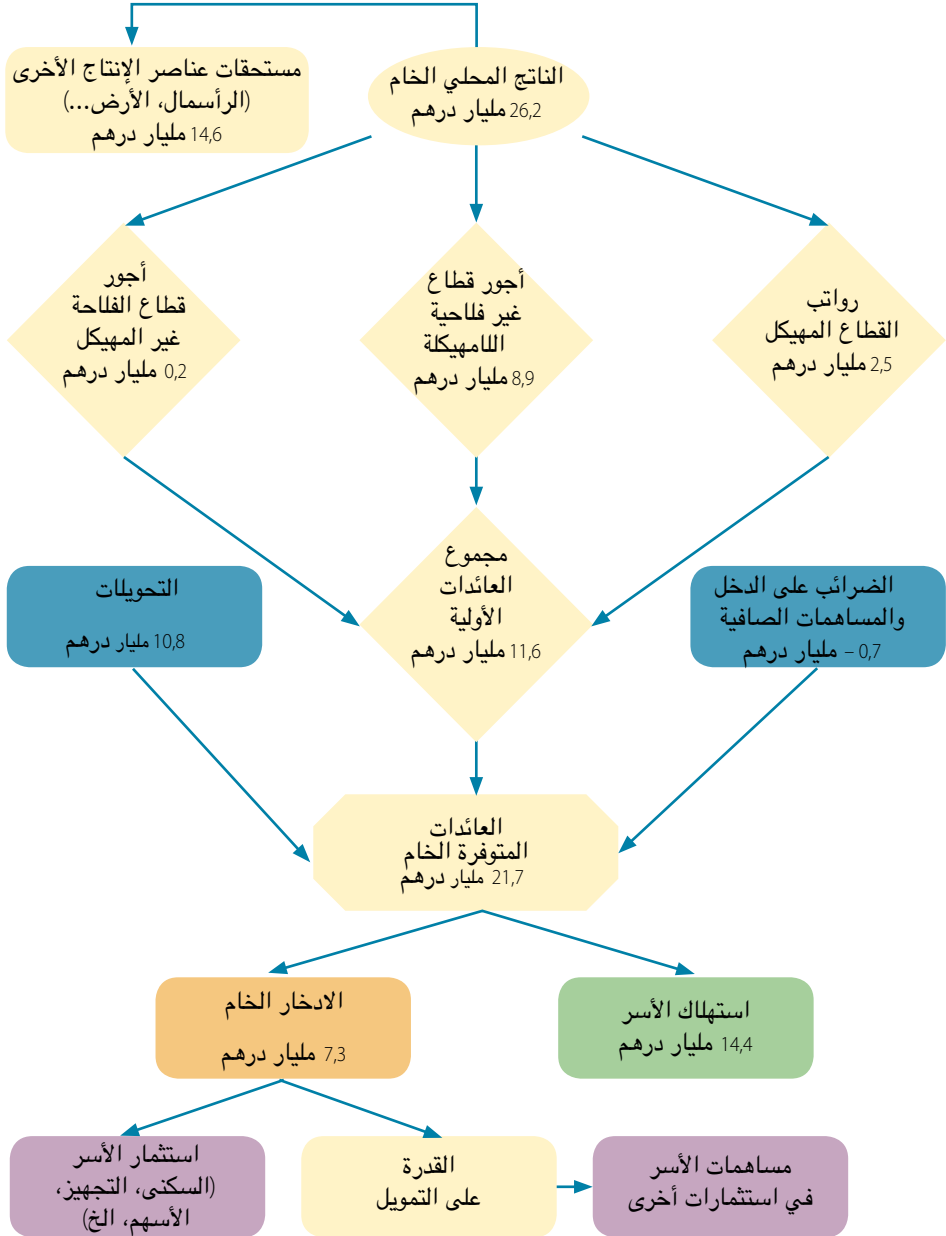 مستحقات عناصر الإنتاج الأخرى
(الرأسمال، الأرض...)
14,6 مليار درهم
الناتج المحلي الخام
26,2 مليار درهم
أجور
قطاع الفلاحة
غير المهيكل
0,2 مليار درهم
أجور قطاع
غير فلاحية
اللامهيكلة
8,9 مليار درهم
رواتب
القطاع المهيكل
2,5 مليار درهم
التحويلات
10,8 مليار درهم
مجموع
العائدات
الأولية
11,6 مليار درهم
الضرائب على الدخل
والمساهمات الصافية
– 0,7 مليار درهم
العائدات
المتوفرة الخام
21,7 مليار درهم
الادخار الخام
7,3 مليار درهم
استهلاك الأسر
14,4 مليار درهم
استثمار الأسر
(السكنى، التجهيز،
الأسهم، الخ)
القدرة
على التمويل
مساهمات الأسر
في استثمارات أخرى